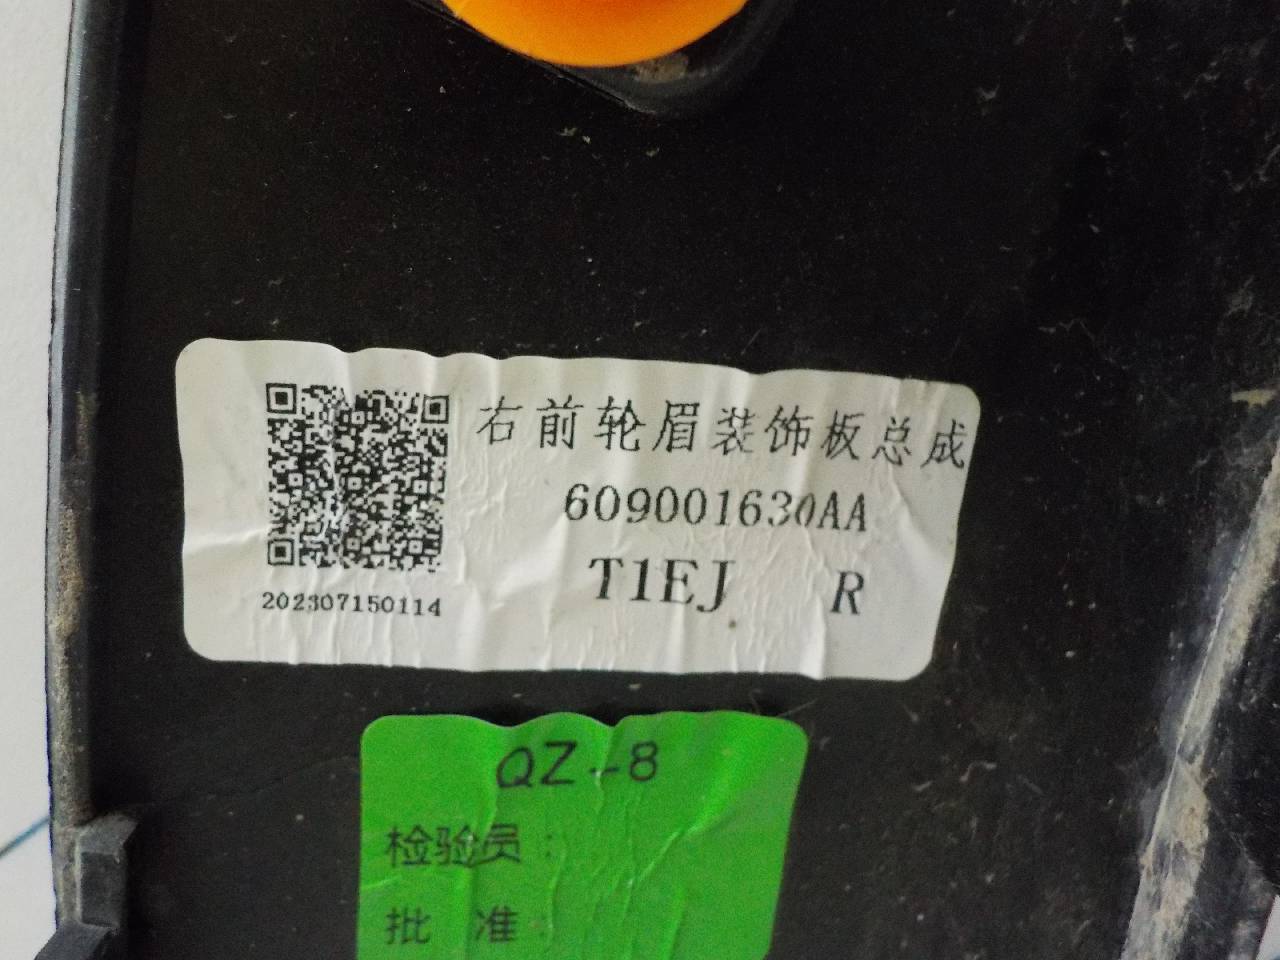 右前轮眉装饰板总成
609001630AA
T1EJ R
202307150114
QZ-8
检验员：
批 准：